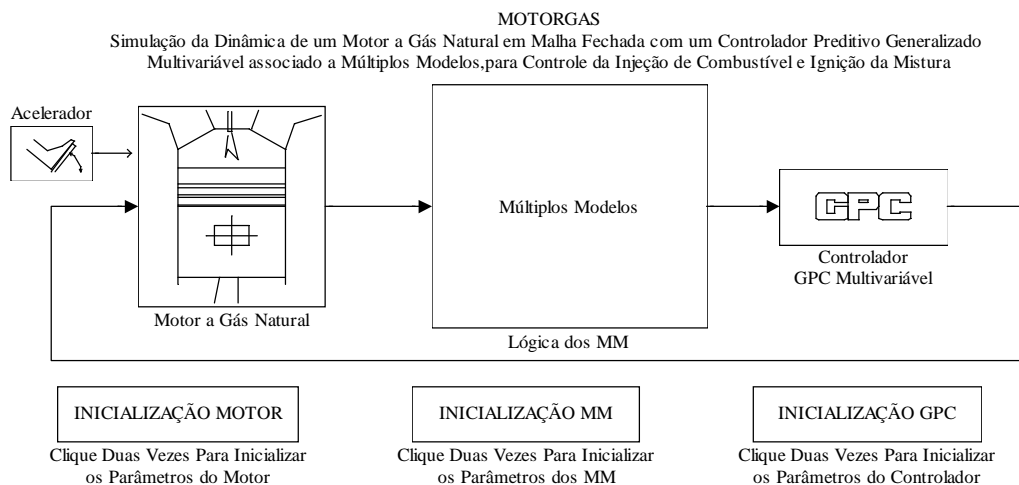 MOTORGAS
Simulação da Dinâmica de um Motor a Gás Natural em Malha Fechada com um Controlador Preditivo Generalizado
Multivariável associado a Múltiplos Modelos,para Controle da Injeção de Combustível e Ignição da Mistura
Acelerador
Múltiplos Modelos
GPC
Controlador
GPC Multivariável
Motor a Gás Natural
Lógica dos MM
INICIALIZAÇÃO MOTOR
INICIALIZAÇÃO MM
INICIALIZAÇÃO GPC
Clique Duas Vezes Para Inicializar
os Parâmetros do Motor
Clique Duas Vezes Para Inicializar
os Parâmetros dos MM
Clique Duas Vezes Para Inicializar
os Parâmetros do Controlador